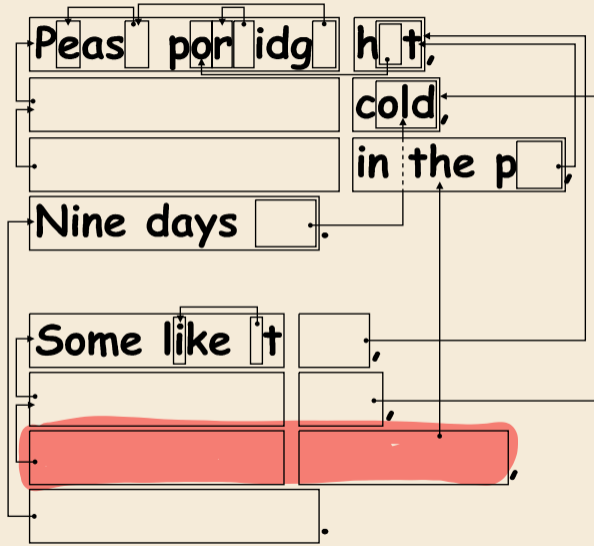 Peas por idg h t,
cold,
in the p ,
Nine days .
Some like t ,
,
,
.